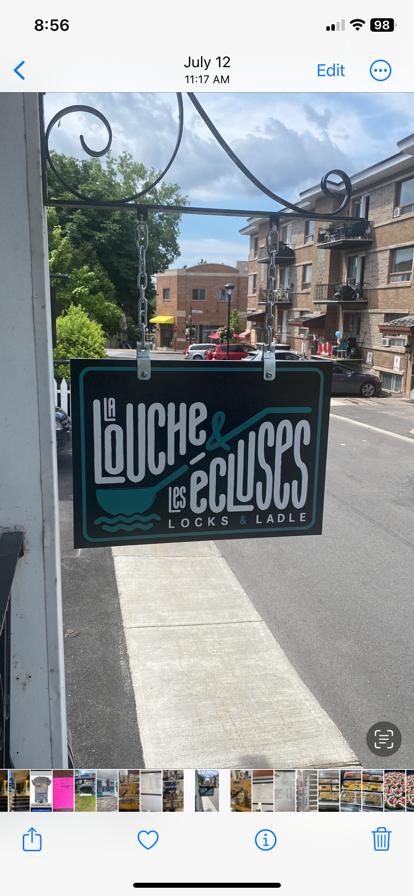 8:56
98
July 12
11:17 AM
Edit
LA
LOUCHE &
LES ÉCLUSES
LOCKS & LADLE